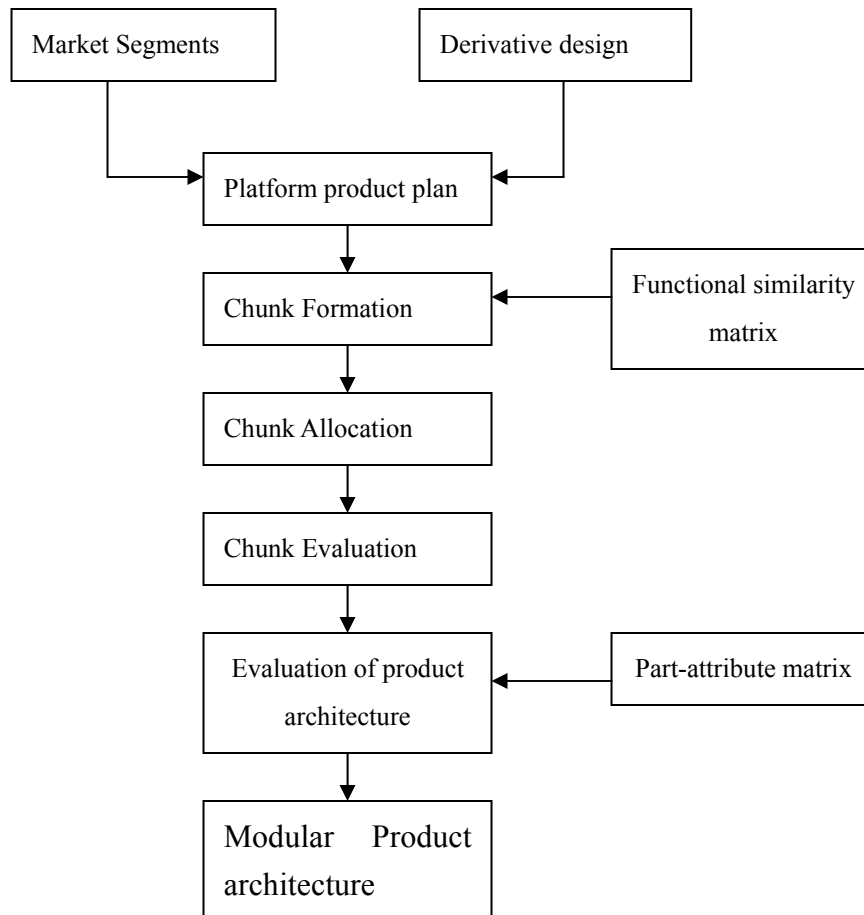 Market Segments
Derivative design
Platform product plan
Chunk Formation
Functional similarity
matrix
Chunk Allocation
Chunk Evaluation
Evaluation of product
architecture
Part-attribute matrix
Modular Product
architecture